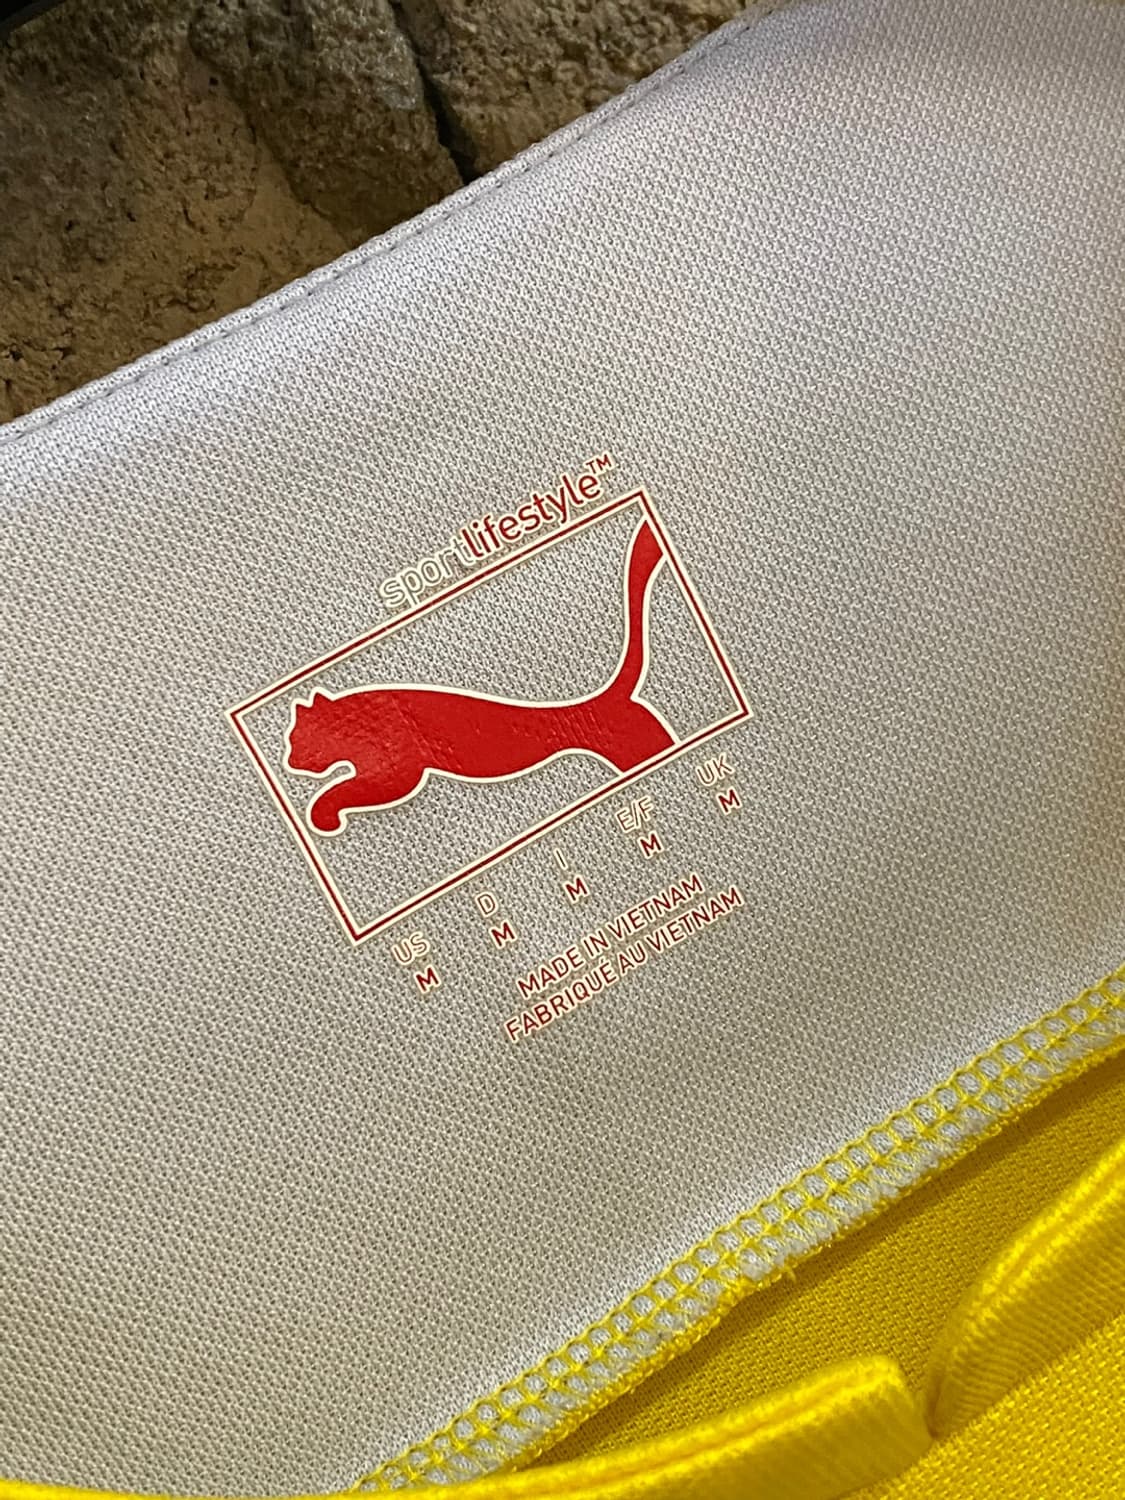 sportlifestyle™
US D I E/F UK
M M M M M
MADE IN VIETNAM
FABRIQUÉ AU VIETNAM